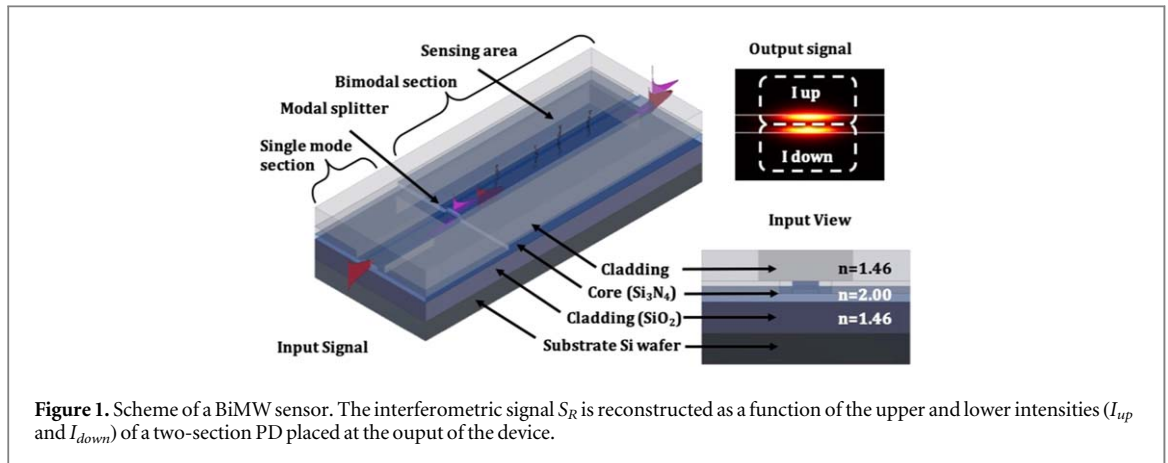 Sensing area
Bimodal section
Modal splitter
Single mode
section
Output signal
I up
I down
Input View
Cladding
Core (Si₃N₄)
Cladding (SiO₂)
Substrate Si wafer
Input Signal
n=1.46
n=2.00
n=1.46
Figure 1. Scheme of a BiMW sensor. The interferometric signal S_R is reconstructed as a function of the upper and lower intensities (I_up
and I_down) of a two-section PD placed at the ouput of the device.